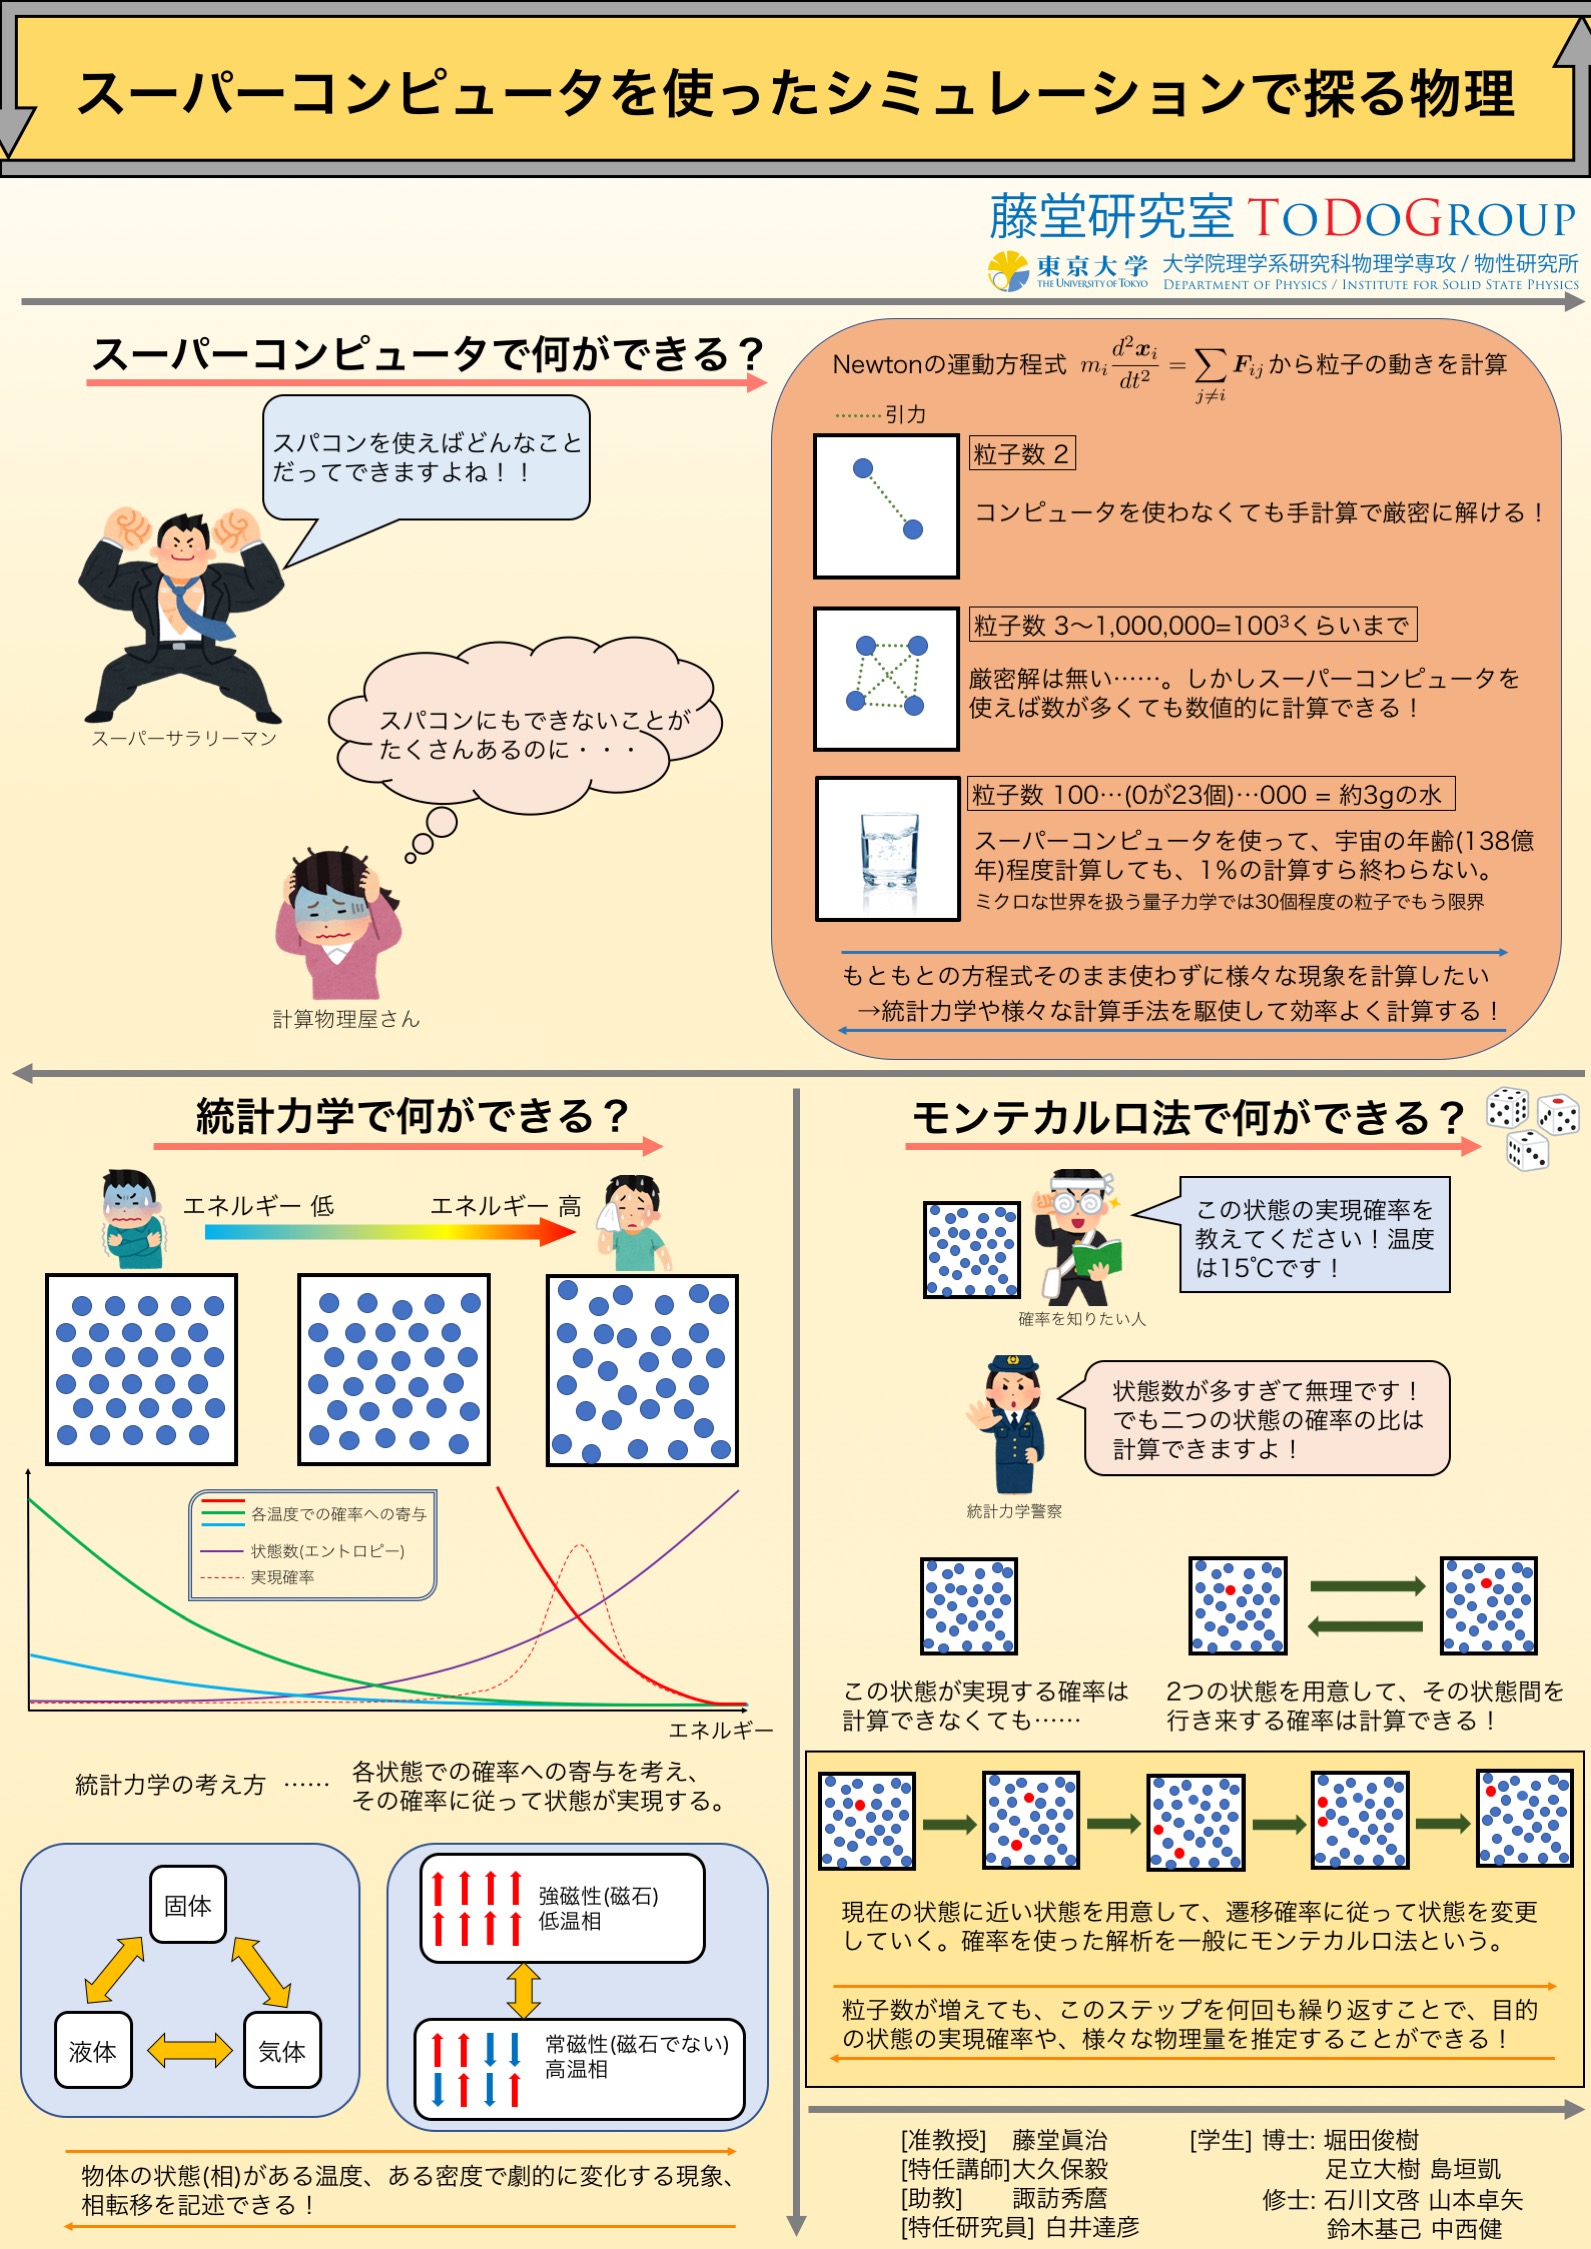 スーパーコンピュータを使ったシミュレーションで探る物理
藤堂研究室 ToDoGroup
東京大学
THE UNIVERSITY OF TOKYO
大学院理学系研究科物理学専攻 / 物性研究所
Department of Physics / Institute for Solid State Physics
スーパーコンピュータで何ができる？
スパコンを使えばどんなこと
だってできますよね！！
スーパーサラリーマン
スパコンにもできないことが
たくさんあるのに・・・
計算物理屋さん
Newtonの運動方程式 $m_i \frac{d^2 \boldsymbol{x}_i}{dt^2} = \sum_{j \neq i} \boldsymbol{F}_{ij}$ から粒子の動きを計算
引力
粒子数 2
コンピュータを使わなくても手計算で厳密に解ける！
粒子数 3〜1,000,000=100³くらいまで
厳密解は無い……。しかしスーパーコンピュータを
使えば数が多くても数値的に計算できる！
粒子数 100…(0が23個)…000 = 約3gの水
スーパーコンピュータを使って、宇宙の年齢(138億
年)程度計算しても、1%の計算すら終わらない。
ミクロな世界を扱う量子力学では30個程度の粒子でもう限界
もともとの方程式そのまま使わずに様々な現象を計算したい
→統計力学や様々な計算手法を駆使して効率よく計算する！
統計力学で何ができる？
エネルギー 低
エネルギー 高
各温度での確率への寄与
状態数(エントロピー)
実現確率
エネルギー
統計力学の考え方 ……
各状態での確率への寄与を考え、
その確率に従って状態が実現する。
固体
液体
気体
強磁性(磁石)
低温相
常磁性(磁石でない)
高温相
物体の状態(相)がある温度、ある密度で劇的に変化する現象、
相転移を記述できる！
モンテカルロ法で何ができる？
この状態の実現確率を
教えてください！温度
は15℃です！
確率を知りたい人
状態数が多すぎて無理です！
でも二つの状態の確率の比は
計算できますよ！
統計力学警察
この状態が実現する確率は
計算できなくても……
2つの状態を用意して、その状態間を
行き来する確率は計算できる！
現在の状態に近い状態を用意して、遷移確率に従って状態を変更
していく。確率を使った解析を一般にモンテカルロ法という。
粒子数が増えても、このステップを何回も繰り返すことで、目的
の状態の実現確率や、様々な物理量を推定することができる！
[准教授] 藤堂眞治
[特任講師]大久保毅
[助教] 諏訪秀麿
[特任研究員] 白井達彦
[学生] 博士: 堀田俊樹
足立大樹 島垣凱
修士: 石川文啓 山本卓矢
鈴木基己 中西健